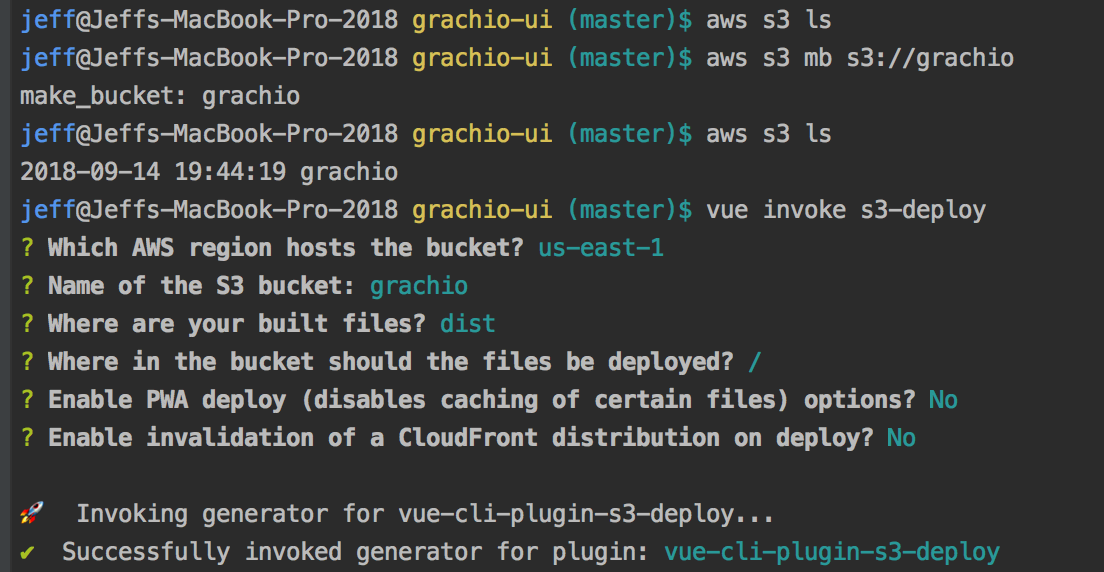 jeff@Jeffs-MacBook-Pro-2018 grachio-ui (master)$ aws s3 ls
jeff@Jeffs-MacBook-Pro-2018 grachio-ui (master)$ aws s3 mb s3://grachio
make_bucket: grachio
jeff@Jeffs-MacBook-Pro-2018 grachio-ui (master)$ aws s3 ls
2018-09-14 19:44:19 grachio
jeff@Jeffs-MacBook-Pro-2018 grachio-ui (master)$ vue invoke s3-deploy
? Which AWS region hosts the bucket? us-east-1
? Name of the S3 bucket: grachio
? Where are your built files? dist
? Where in the bucket should the files be deployed? /
? Enable PWA deploy (disables caching of certain files) options? No
? Enable invalidation of a CloudFront distribution on deploy? No
🚀  Invoking generator for vue-cli-plugin-s3-deploy...
✔  Successfully invoked generator for plugin: vue-cli-plugin-s3-deploy